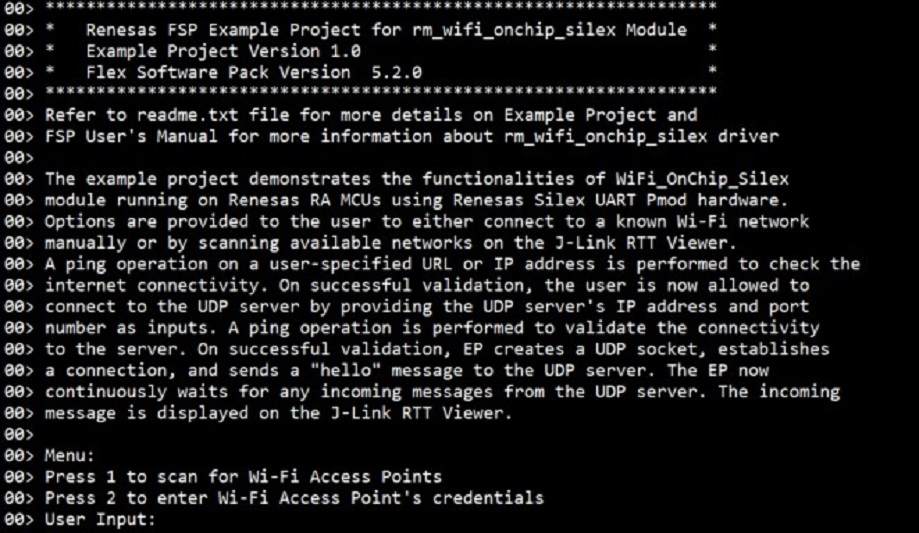 00> *******************************************************************
00> *   Renesas FSP Example Project for rm_wifi_onchip_silex Module  *
00> *   Example Project Version 1.0                                  *
00> *   Flex Software Pack Version  5.2.0                            *
00> *******************************************************************
00> Refer to readme.txt file for more details on Example Project and
00> FSP User's Manual for more information about rm_wifi_onchip_silex driver
00>
00> The example project demonstrates the functionalities of WiFi_OnChip_Silex
00> module running on Renesas RA MCUs using Renesas Silex UART Pmod hardware.
00> Options are provided to the user to either connect to a known Wi-Fi network
00> manually or by scanning available networks on the J-Link RTT Viewer.
00> A ping operation on a user-specified URL or IP address is performed to check the
00> internet connectivity. On successful validation, the user is now allowed to
00> connect to the UDP server by providing the UDP server's IP address and port
00> number as inputs. A ping operation is performed to validate the connectivity
00> to the server. On successful validation, EP creates a UDP socket, establishes
00> a connection, and sends a "hello" message to the UDP server. The EP now
00> continuously waits for any incoming messages from the UDP server. The incoming
00> message is displayed on the J-Link RTT Viewer.
00>
00> Menu:
00> Press 1 to scan for Wi-Fi Access Points
00> Press 2 to enter Wi-Fi Access Point's credentials
00> User Input: